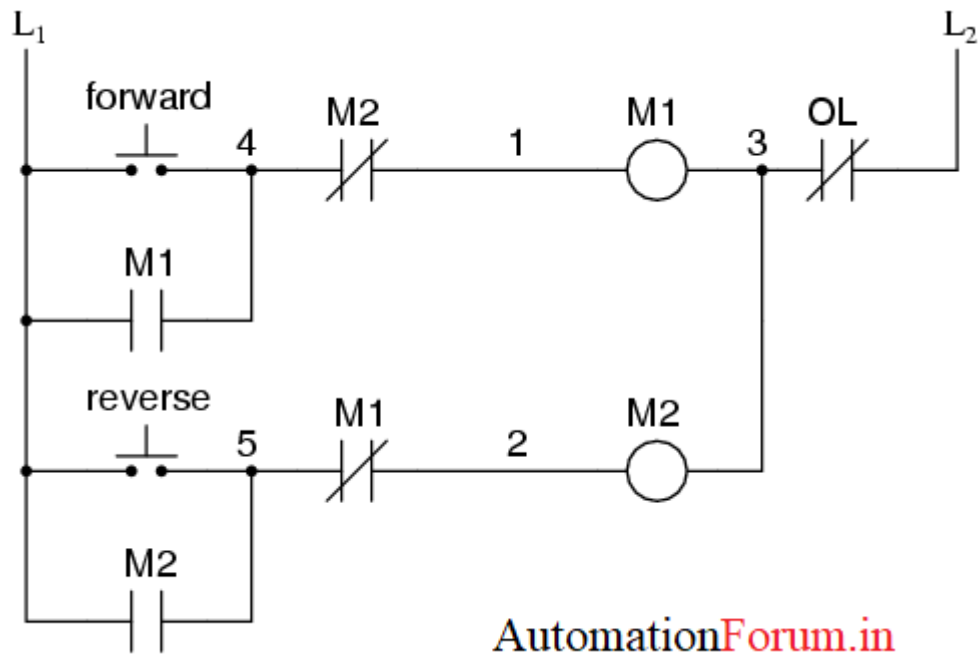 L1 L2
forward
M2 M1 OL
4 1 3
M1
reverse
M1 M2
5 2
M2
AutomationForum.in